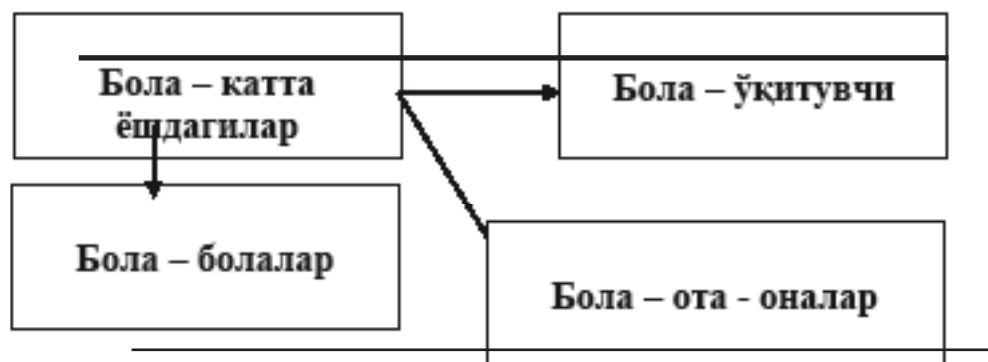 Бола – катта
ёшдагилар
Бола – ўқитувчи
Бола – болалар
Бола – ота - оналар